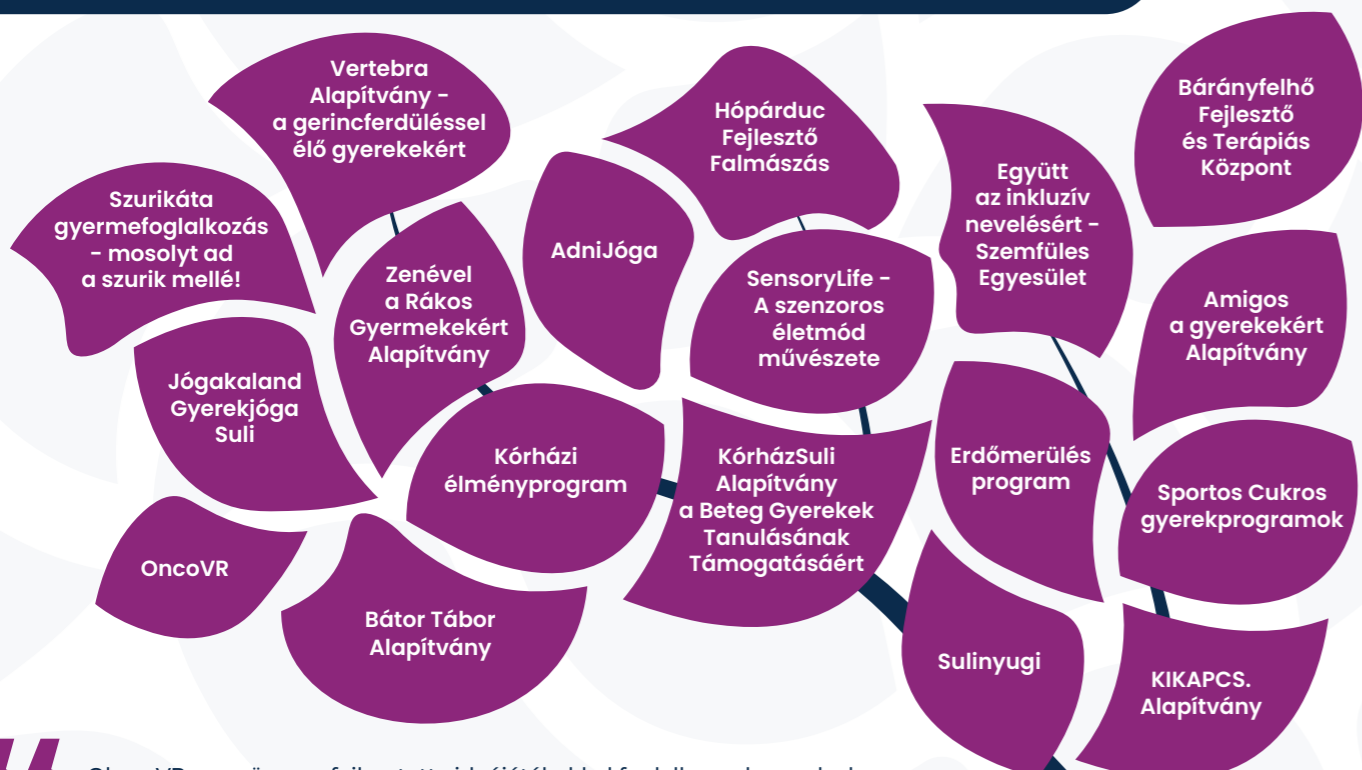 Vertebra
Alapítvány -
a gerincferdüléssel
élő gyerekekért
Hópárduc
Fejlesztő
Falmászás
Bárányfelhő
Fejlesztő
és Terápiás
Központ
Együtt
az inkluzív
nevelésért -
Szemfüles
Egyesület
Szurikáta
gyermefoglalkozás
- mosolyt ad
a szurik mellé!
AdniJóga
Zenével
a Rákos
Gyermekekért
Alapítvány
SensoryLife -
A szenzoros
életmód
művészete
Amigos
a gyerekekért
Alapítvány
Jógakaland
Gyerekjóga
Suli
Kórházi
élményprogram
KórházSuli
Alapítvány
a Beteg Gyerekek
Tanulásának
Támogatásáért
Erdőmerülés
program
Sportos Cukros
gyerekprogramok
OncoVR
Bátor Tábor
Alapítvány
Sulinyugi
KIKAPCS.
Alapítvány